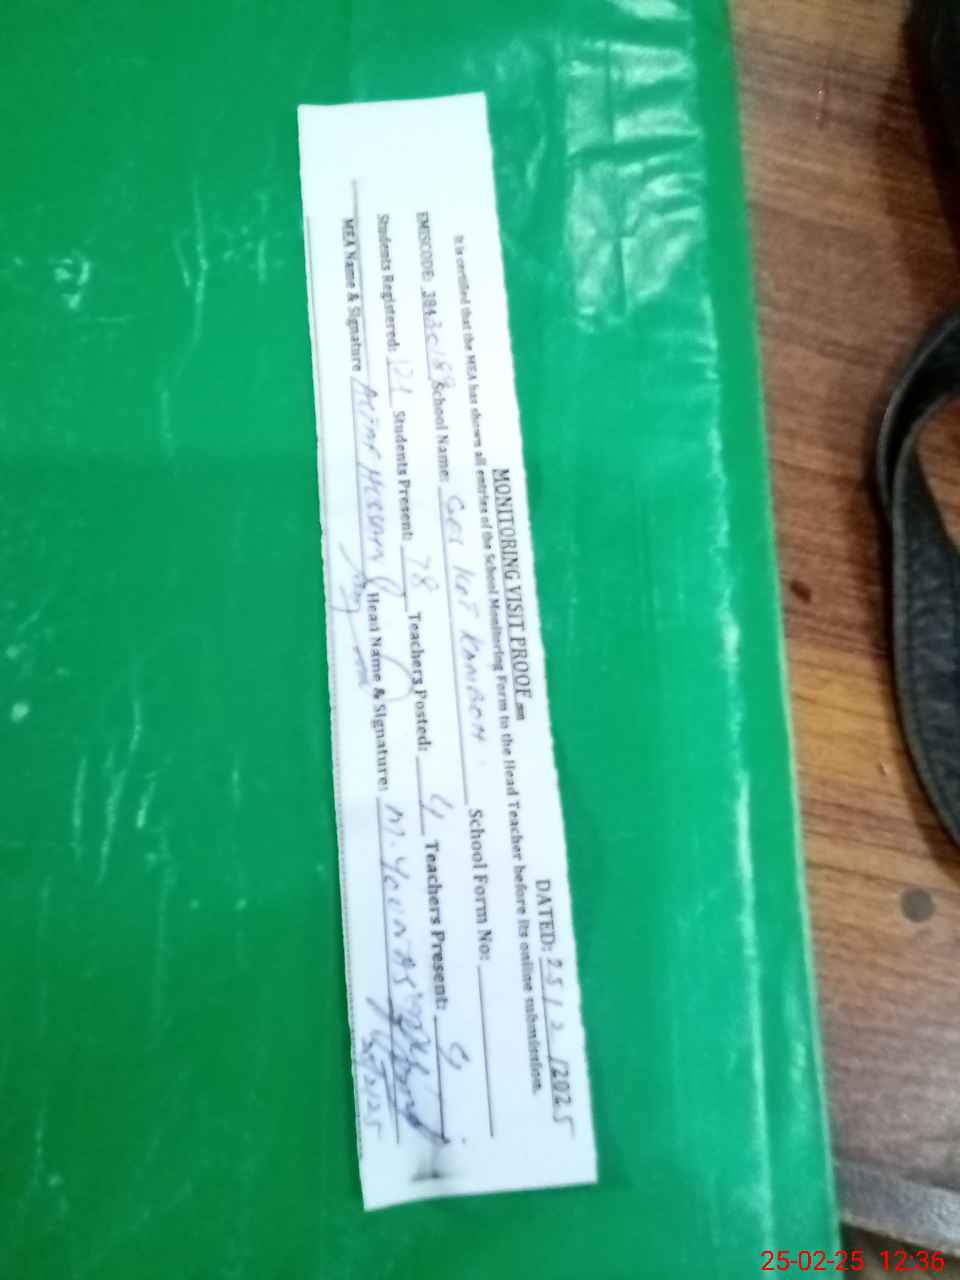 MONITORING VISIT PROOF DATED: 25/2/2025
It is certified that the MEA has shown all entries of the School Monitoring Form to the Head Teacher before its online submission.
EMISCODE: School Name: KOT School Form No:
Students Registered: 121 Students Present: 78 Teachers Posted: 4 Teachers Present: 4
MEA Name & Signature Head Name & Signature: M. Younas
25-02-25 12:36